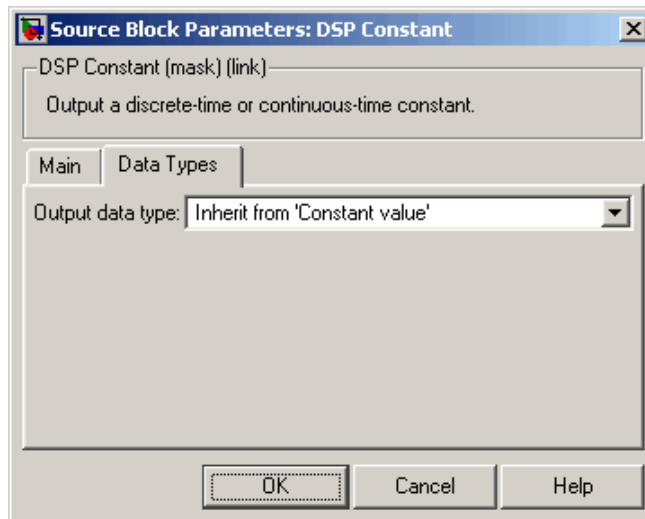 Source Block Parameters: DSP Constant
DSP Constant (mask) (link)
Output a discrete-time or continuous-time constant.
Main Data Types
Output data type: Inherit from 'Constant value'
OK Cancel Help